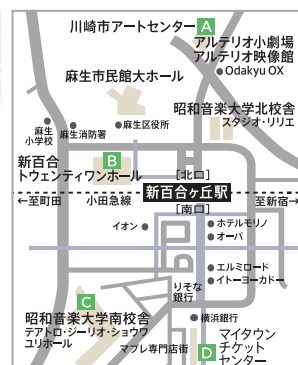 川崎市アートセンター A
アルテリオ小劇場
アルテリオ映像館
Odakyu OX
麻生市民館大ホール
昭和音楽大学北校舎
スタジオ・リリエ
麻生
小学校
麻生消防署
麻生区役所
新百合
トウェンティワンホール
B
[北口]
新百合ヶ丘駅
[南口]
←至町田
小田急線
至新宿→
イオン
ホテルモリノ
オーパ
エルミロード
イトーヨーカドー
りそな
銀行
C
昭和音楽大学南校舎
テアトロ・ジーリオ・ショウワ
ユリホール
横浜銀行
マプレ専門店街
D
マイタウン
チケット
センター